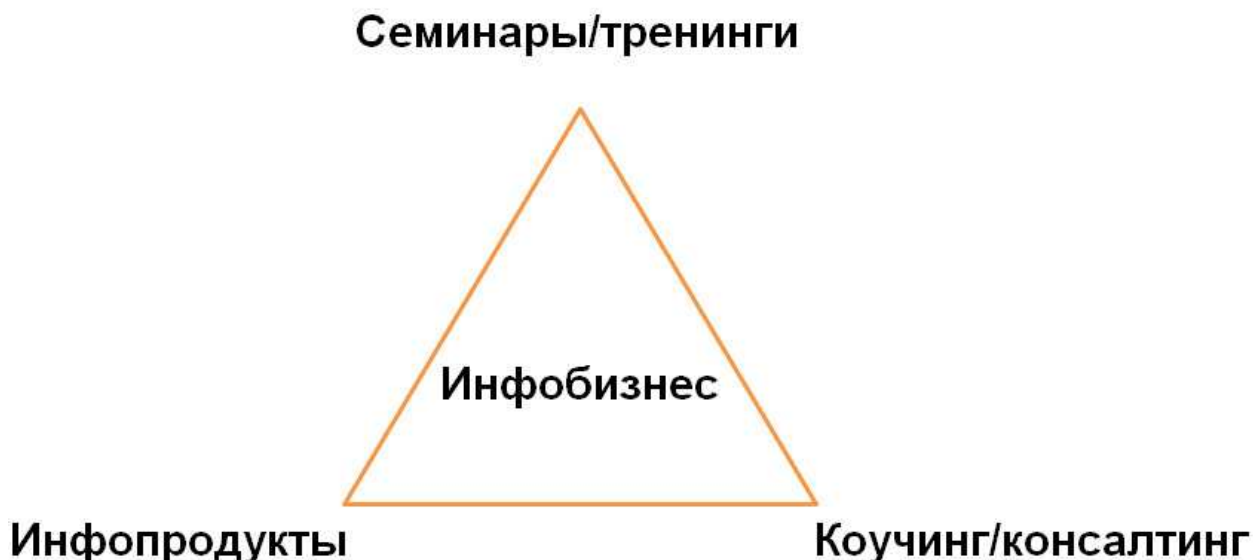 Семинары/тренинги
Инфобизнес
Инфопродукты
Коучинг/консалтинг